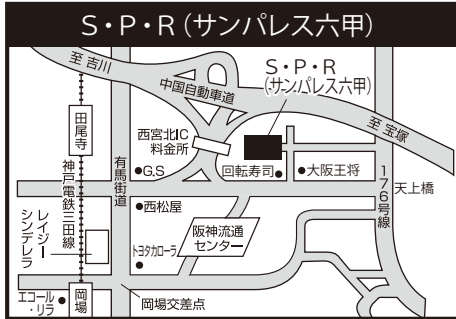 S・P・R（サンパレス六甲）
至 吉川
中国自動車道
S・P・R
（サンパレス六甲）
至 宝塚
田尾寺
西宮北IC
料金所
有馬街道
神戸電鉄三田線
●G.S
回転寿司●
●大阪王将
176号線
天上橋
●西松屋
レイジー
シンデレラ
トヨタカローラ
阪神流通
センター
エコール
・リラ
岡場
岡場交差点